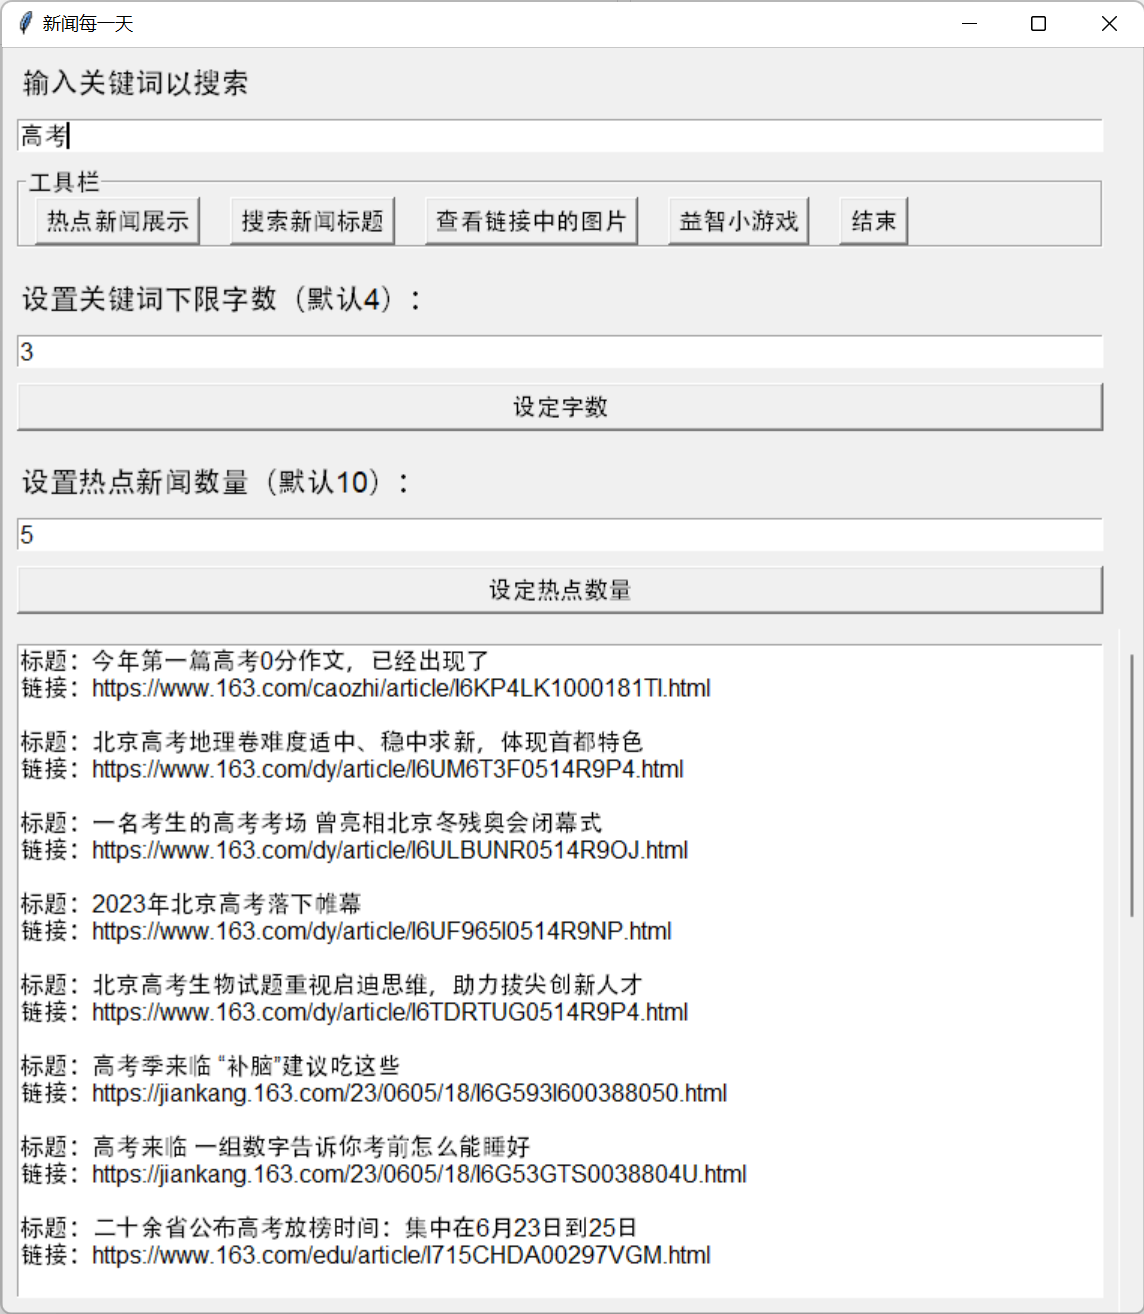 新闻每一天
输入关键词以搜索
高考
工具栏
热点新闻展示 搜索新闻标题 查看链接中的图片 益智小游戏 结束
设置关键词下限字数（默认4）：
3
设定字数
设置热点新闻数量（默认10）：
5
设定热点数量
标题：今年第一篇高考0分作文，已经出现了
链接：https://www.163.com/caozhi/article/I6KP4LK1000181TI.html
标题：北京高考地理卷难度适中、稳中求新，体现首都特色
链接：https://www.163.com/dy/article/I6UM6T3F0514R9P4.html
标题：一名考生的高考考场 曾亮相北京冬残奥会闭幕式
链接：https://www.163.com/dy/article/I6ULBUNR0514R9OJ.html
标题：2023年北京高考落下帷幕
链接：https://www.163.com/dy/article/I6UF965I0514R9NP.html
标题：北京高考生物试题重视启迪思维，助力拔尖创新人才
链接：https://www.163.com/dy/article/I6TDRTUG0514R9P4.html
标题：高考季来临 “补脑”建议吃这些
链接：https://jiankang.163.com/23/0605/18/I6G593I600388050.html
标题：高考来临 一组数字告诉你考前怎么能睡好
链接：https://jiankang.163.com/23/0605/18/I6G53GTS0038804U.html
标题：二十余省公布高考放榜时间：集中在6月23日到25日
链接：https://www.163.com/edu/article/I715CHDA00297VGM.html